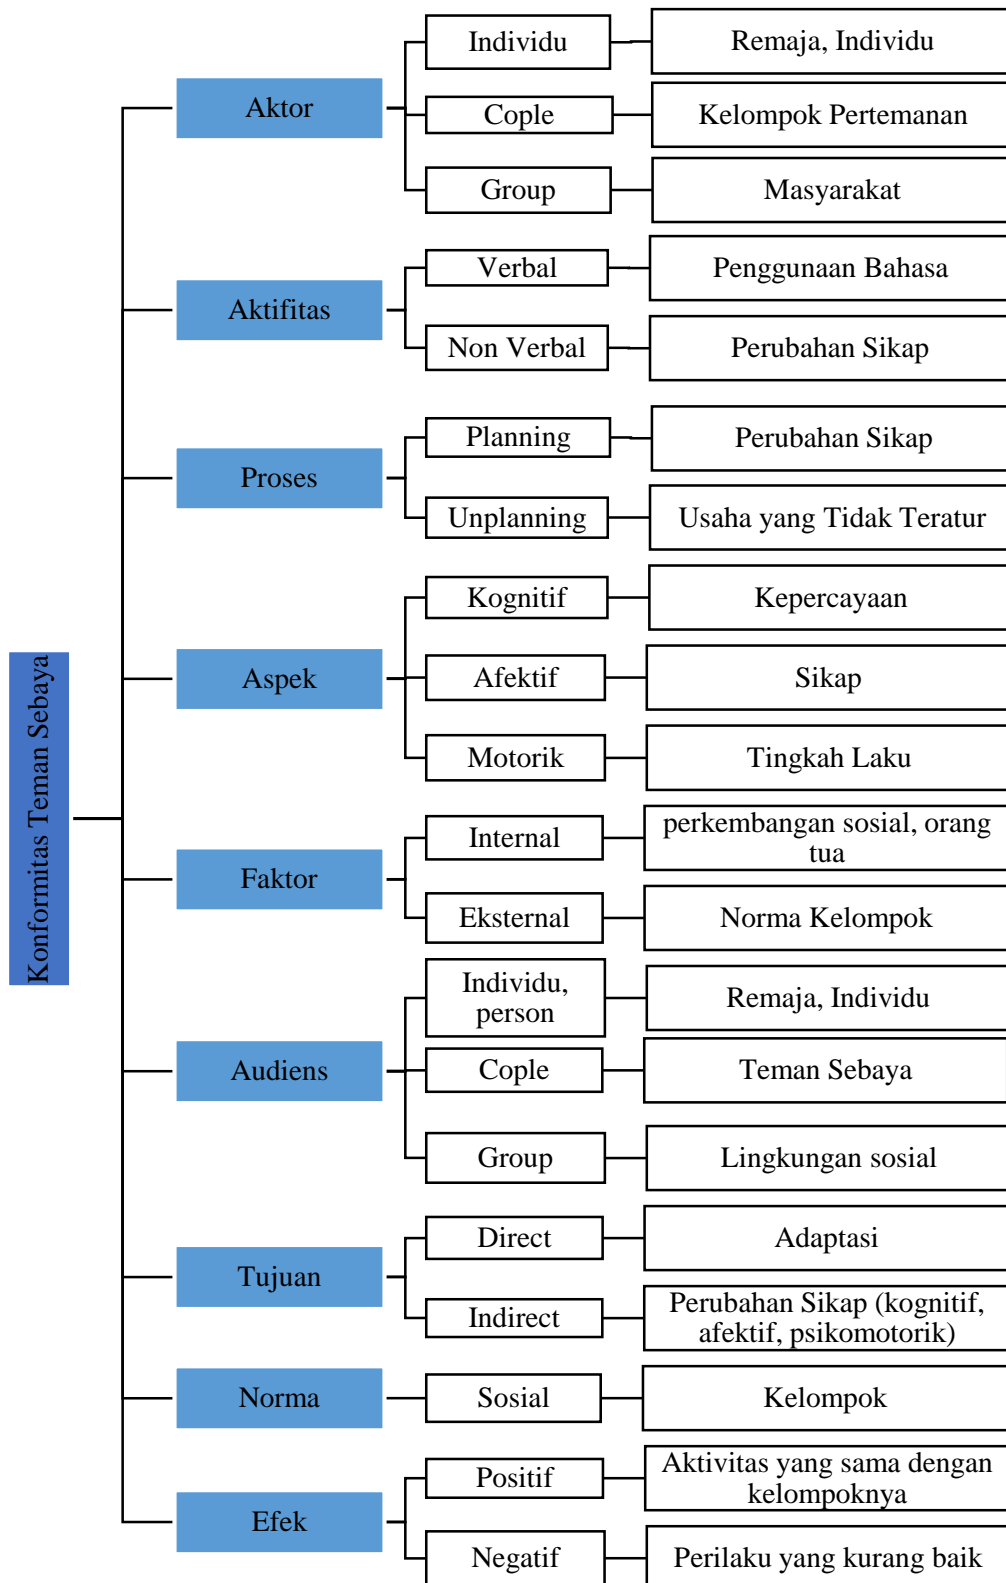 Konformitas Teman Sebaya
Aktor
Individu
Remaja, Individu
Cople
Kelompok Pertemanan
Group
Masyarakat
Aktifitas
Verbal
Penggunaan Bahasa
Non Verbal
Perubahan Sikap
Proses
Planning
Perubahan Sikap
Unplanning
Usaha yang Tidak Teratur
Aspek
Kognitif
Kepercayaan
Afektif
Sikap
Motorik
Tingkah Laku
Faktor
Internal
perkembangan sosial, orang
tua
Eksternal
Norma Kelompok
Audiens
Individu,
person
Remaja, Individu
Cople
Teman Sebaya
Group
Lingkungan sosial
Tujuan
Direct
Adaptasi
Indirect
Perubahan Sikap (kognitif,
afektif, psikomotorik)
Norma
Sosial
Kelompok
Efek
Positif
Aktivitas yang sama dengan
kelompoknya
Negatif
Perilaku yang kurang baik